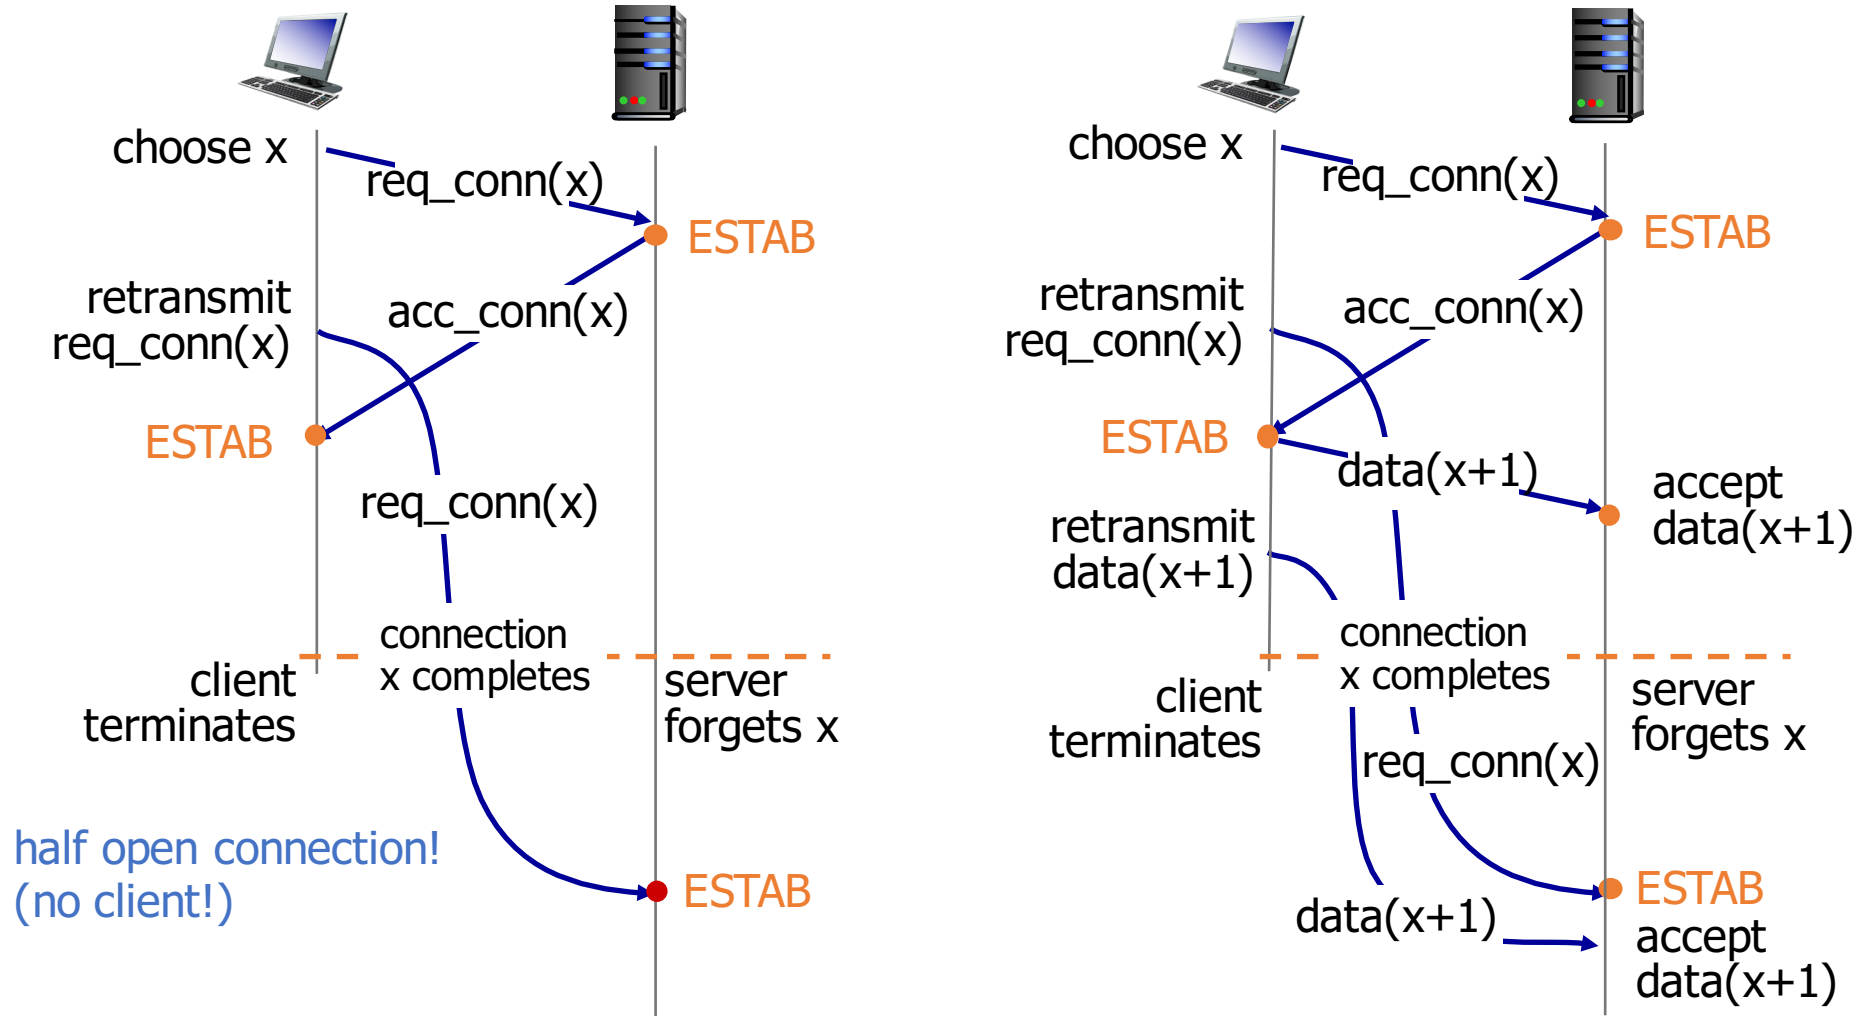 choose x
req_conn(x)
ESTAB
retransmit
req_conn(x)
acc_conn(x)
ESTAB
req_conn(x)
connection
x completes
client
terminates
server
forgets x
half open connection!
(no client!)
ESTAB
choose x
req_conn(x)
ESTAB
retransmit
req_conn(x)
acc_conn(x)
ESTAB
data(x+1)
accept
data(x+1)
retransmit
data(x+1)
connection
x completes
client
terminates
server
forgets x
req_conn(x)
ESTAB
data(x+1)
accept
data(x+1)